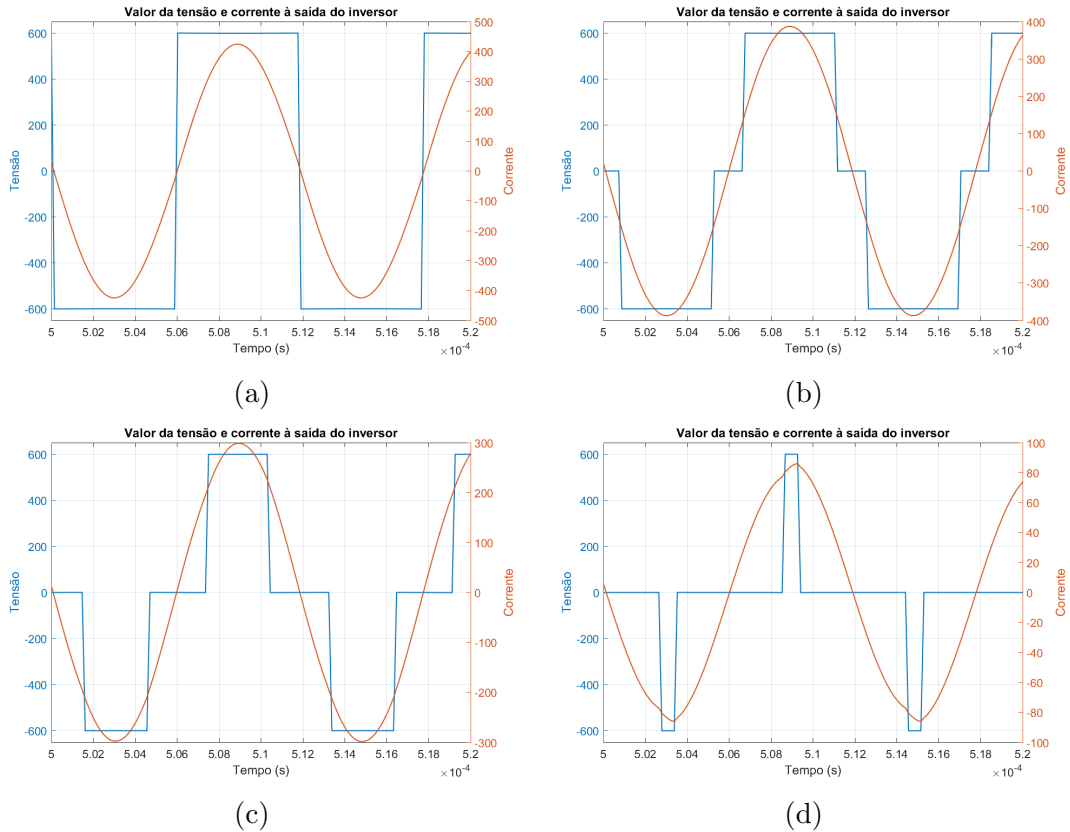 Valor da tensão e corrente à saída do inversor
600
400
200
0
-200
-400
-600
Tensão
500
400
300
200
100
0
-100
-200
-300
-400
-500
Corrente
5 5.02 5.04 5.06 5.08 5.1 5.12 5.14 5.16 5.18 5.2
Tempo (s)
×10⁻⁴
(a)
Valor da tensão e corrente à saída do inversor
600
400
200
0
-200
-400
-600
Tensão
400
300
200
100
0
-100
-200
-300
-400
Corrente
5 5.02 5.04 5.06 5.08 5.1 5.12 5.14 5.16 5.18 5.2
Tempo (s)
×10⁻⁴
(b)
Valor da tensão e corrente à saída do inversor
600
400
200
0
-200
-400
-600
Tensão
300
200
100
0
-100
-200
-300
Corrente
5 5.02 5.04 5.06 5.08 5.1 5.12 5.14 5.16 5.18 5.2
Tempo (s)
×10⁻⁴
(c)
Valor da tensão e corrente à saída do inversor
600
400
200
0
-200
-400
-600
Tensão
100
80
60
40
20
0
-20
-40
-60
-80
-100
Corrente
5 5.02 5.04 5.06 5.08 5.1 5.12 5.14 5.16 5.18 5.2
Tempo (s)
×10⁻⁴
(d)